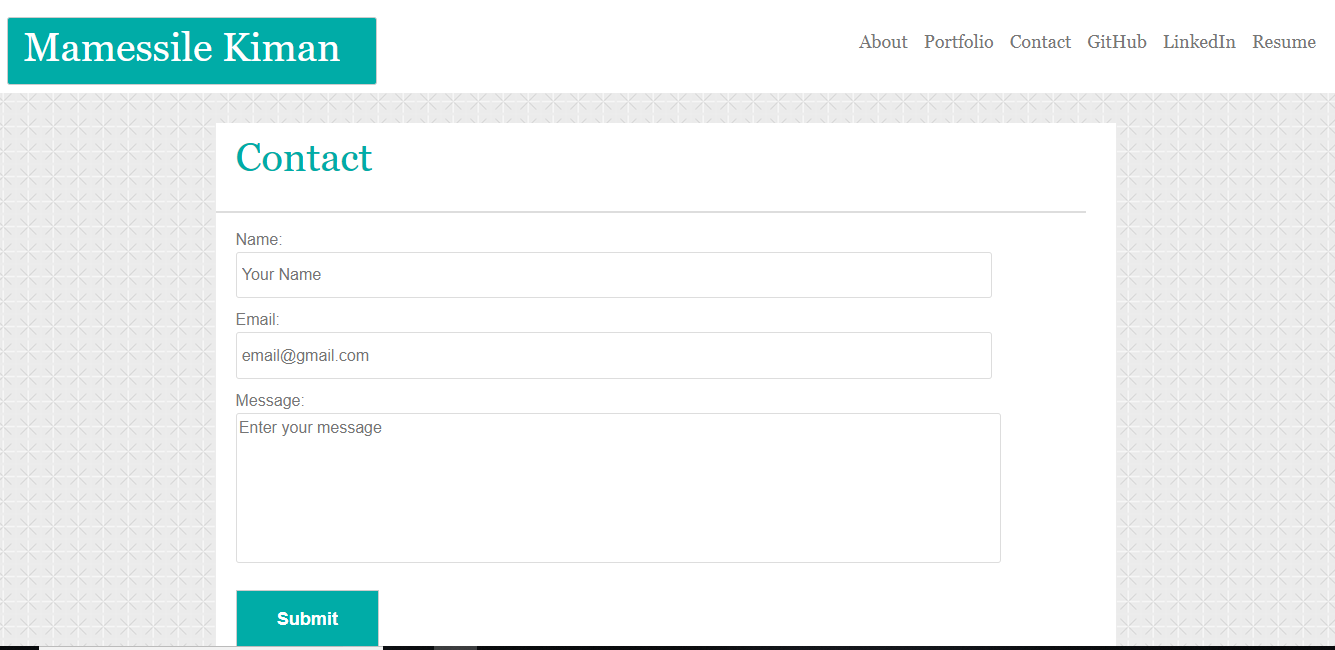 Mamessile Kiman
About Portfolio Contact GitHub LinkedIn Resume
Contact
Name:
Your Name
Email:
email@gmail.com
Message:
Enter your message
Submit